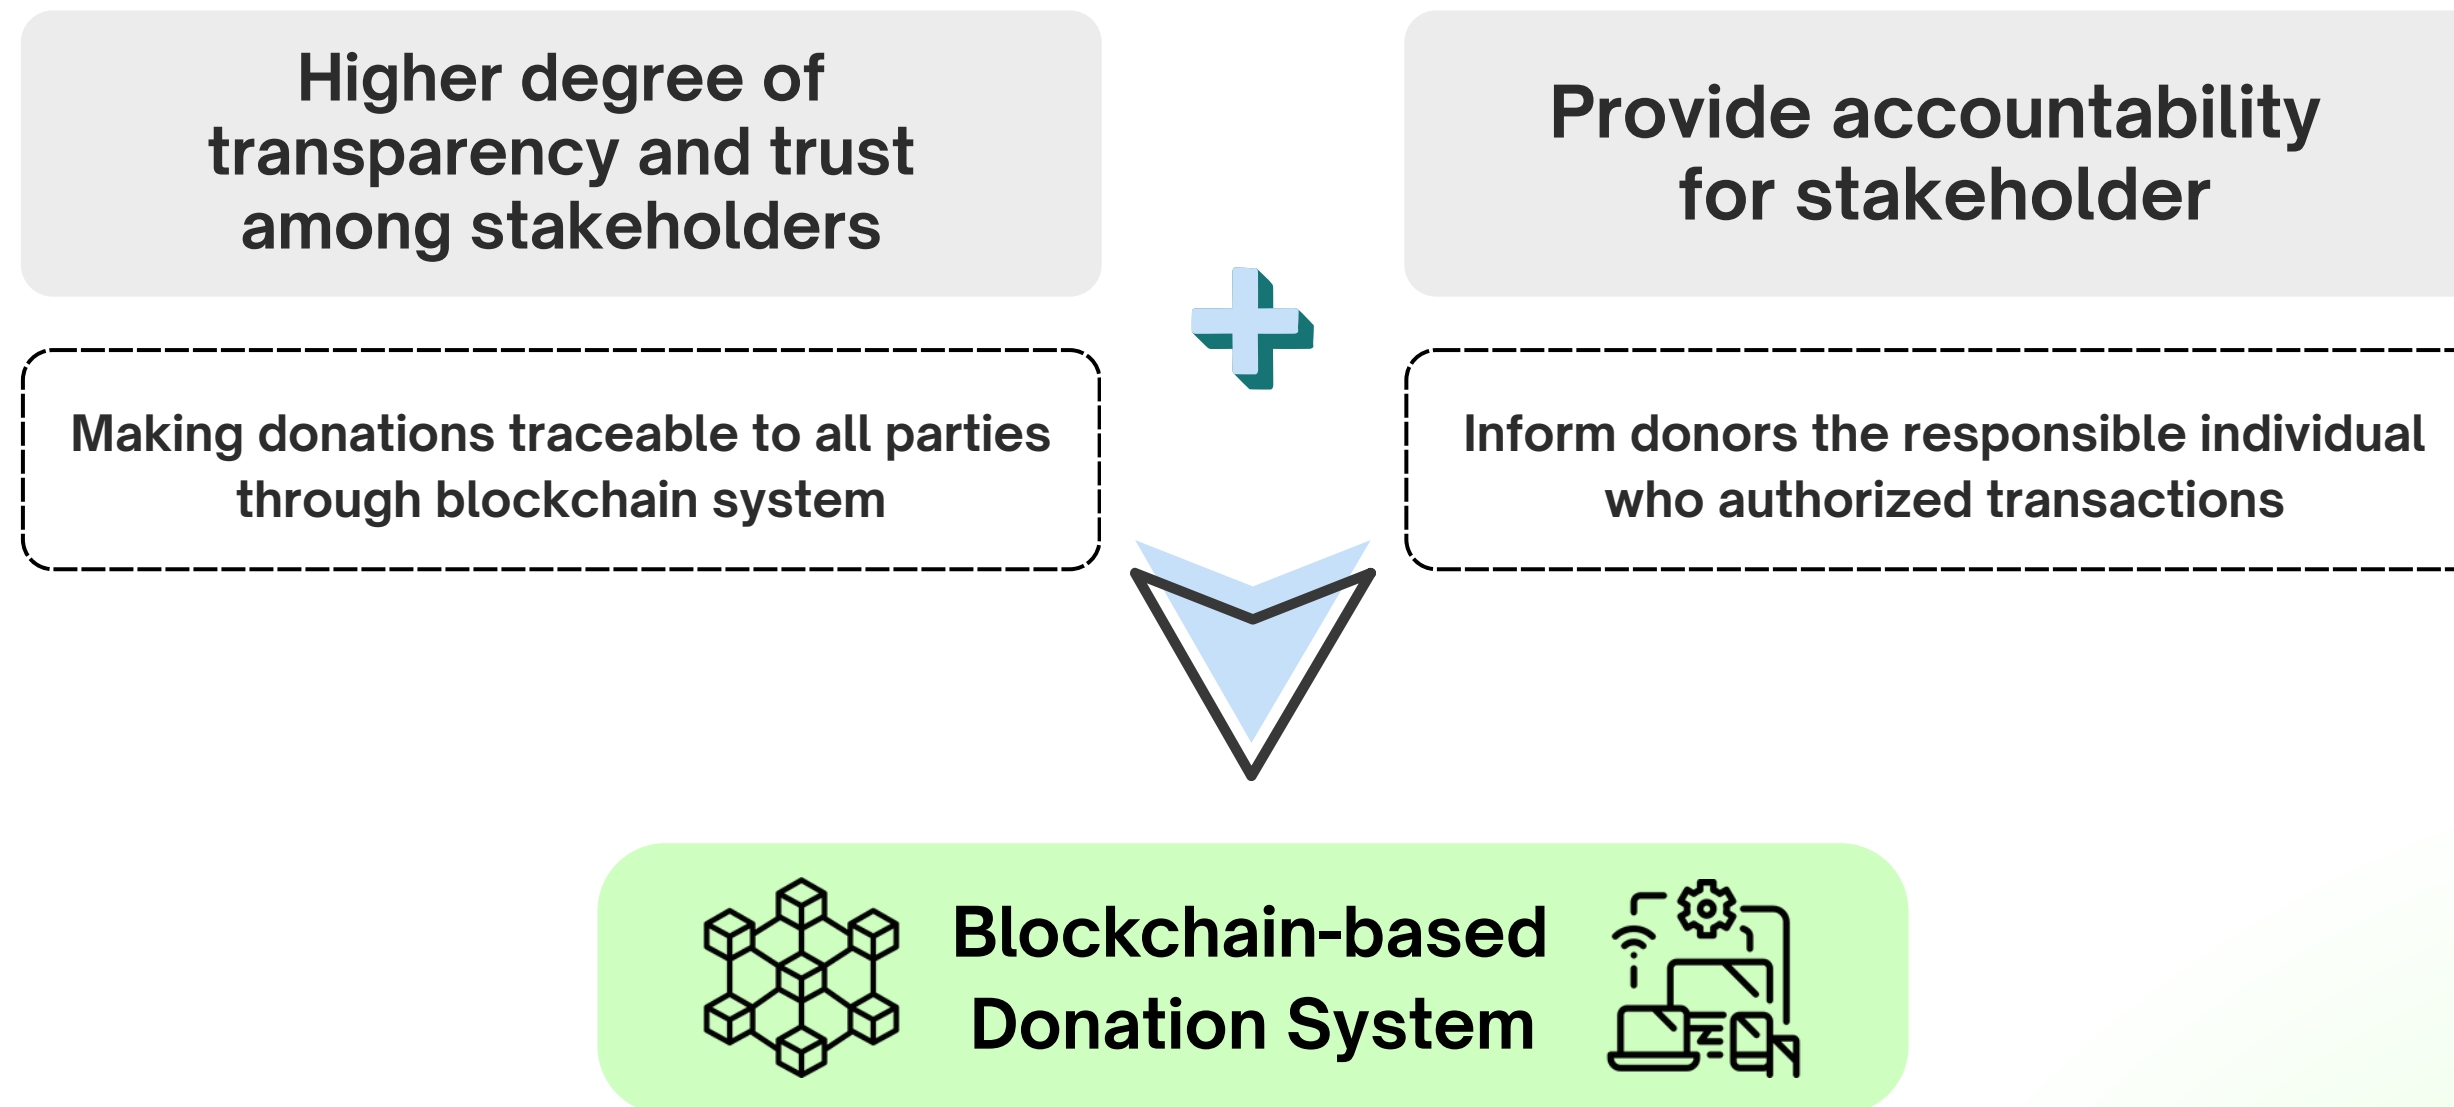 Higher degree of
transparency and trust
among stakeholders
Making donations traceable to all parties
through blockchain system
Provide accountability
for stakeholder
Inform donors the responsible individual
who authorized transactions
Blockchain-based
Donation System